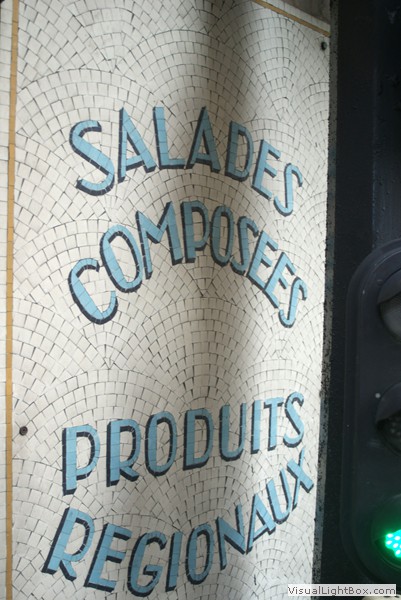 SALADES
COMPOSEES
PRODUITS
REGIONAUX
VisualLightBox.com